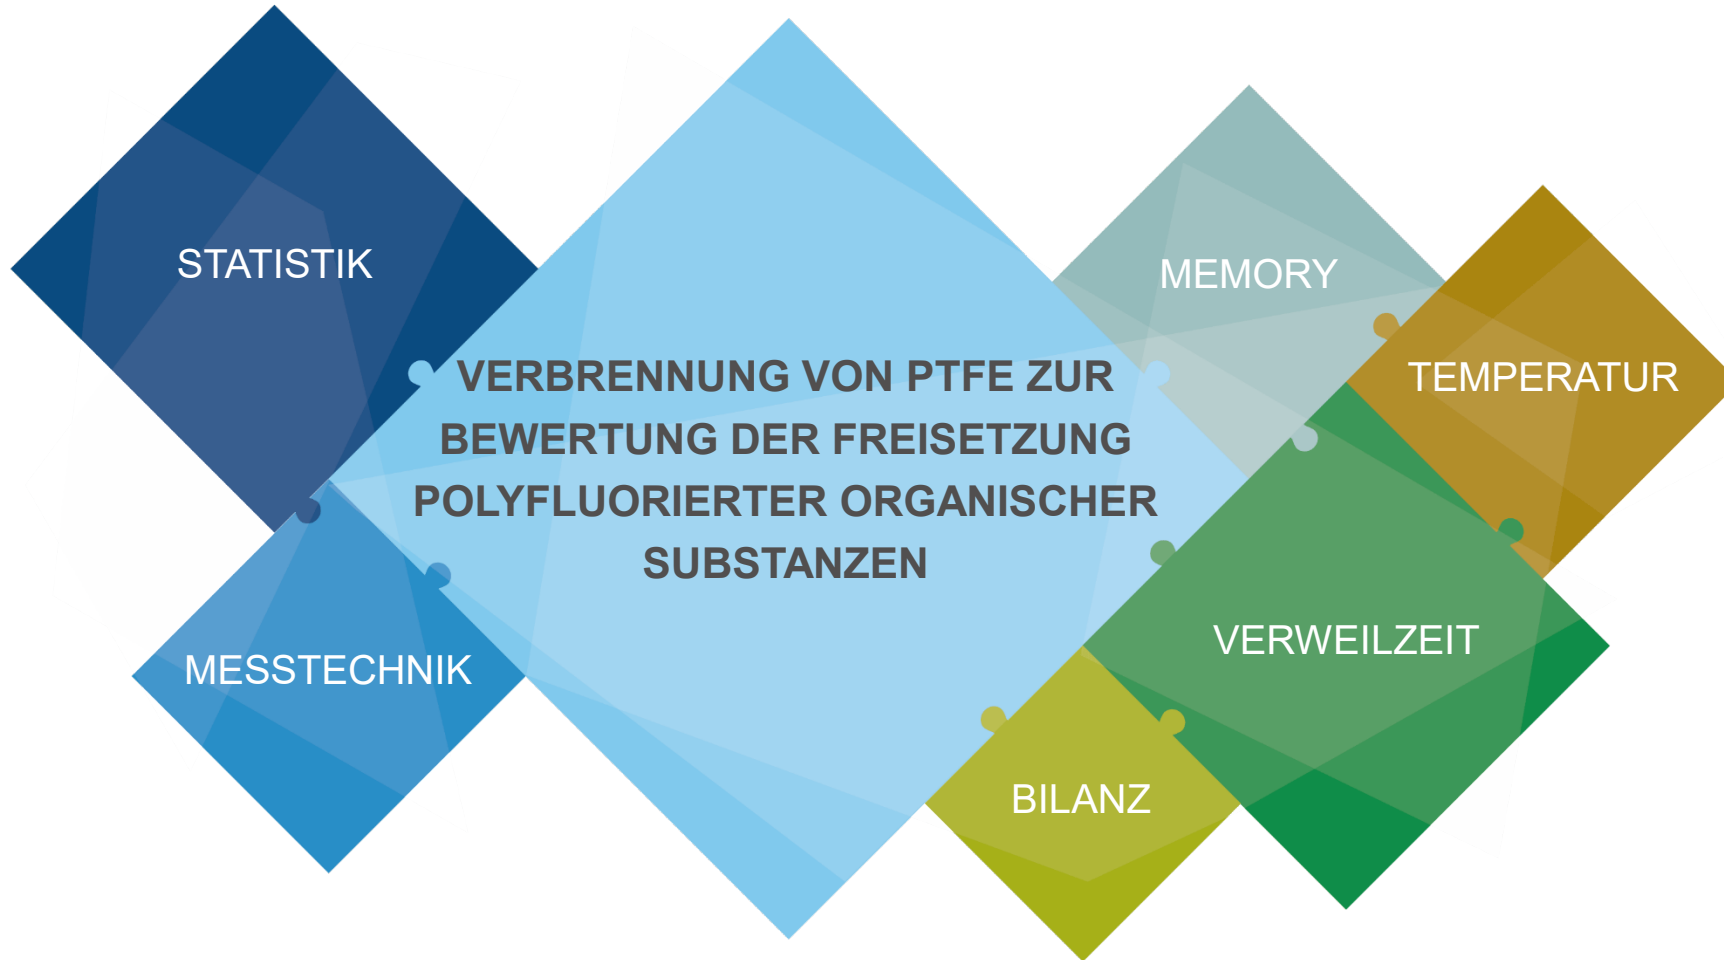 STATISTIK
MEMORY
TEMPERATUR
VERBRENNUNG VON PTFE ZUR
BEWERTUNG DER FREISETZUNG
POLYFLUORIERTER ORGANISCHER
SUBSTANZEN
VERWEILZEIT
MESSTECHNIK
BILANZ